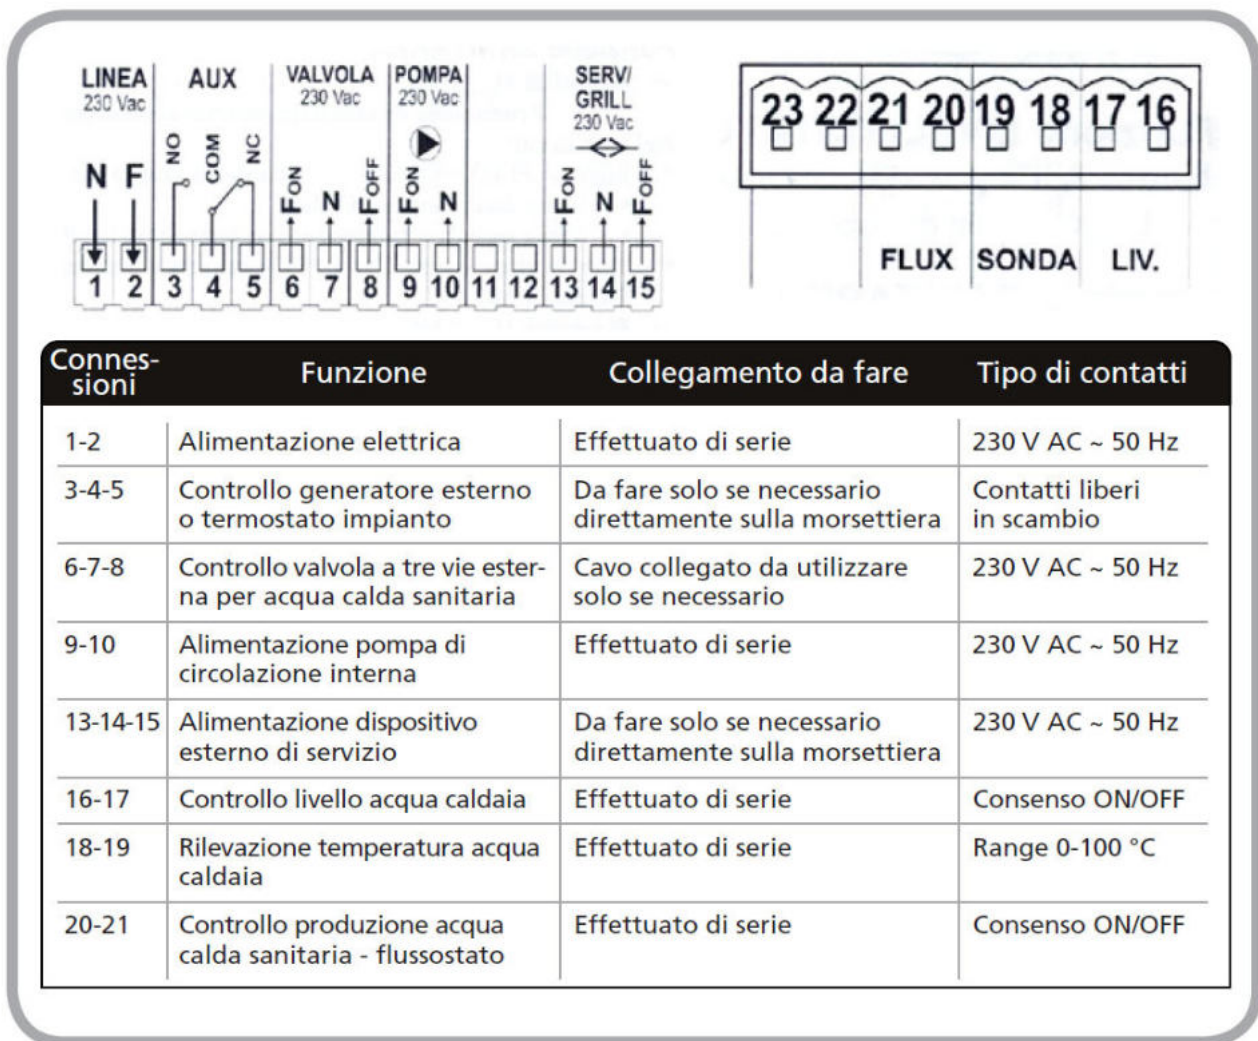 LINEA AUX VALVOLA POMPA SERV/
230 Vac 230 Vac 230 Vac GRILL
230 Vac
N F NO COM NC FON N FOFF FON N FON N FOFF
1 2 3 4 5 6 7 8 9 10 11 12 13 14 15
23 22 21 20 19 18 17 16
FLUX SONDA LIV.
Connes-
sioni Funzione Collegamento da fare Tipo di contatti
1-2 Alimentazione elettrica Effettuato di serie 230 V AC ~ 50 Hz
3-4-5 Controllo generatore esterno Da fare solo se necessario Contatti liberi
o termostato impianto direttamente sulla morsettiera in scambio
6-7-8 Controllo valvola a tre vie ester- Cavo collegato da utilizzare 230 V AC ~ 50 Hz
na per acqua calda sanitaria solo se necessario
9-10 Alimentazione pompa di Effettuato di serie 230 V AC ~ 50 Hz
circolazione interna
13-14-15 Alimentazione dispositivo Da fare solo se necessario 230 V AC ~ 50 Hz
esterno di servizio direttamente sulla morsettiera
16-17 Controllo livello acqua caldaia Effettuato di serie Consenso ON/OFF
18-19 Rilevazione temperatura acqua Effettuato di serie Range 0-100 °C
caldaia
20-21 Controllo produzione acqua Effettuato di serie Consenso ON/OFF
calda sanitaria - flussostato